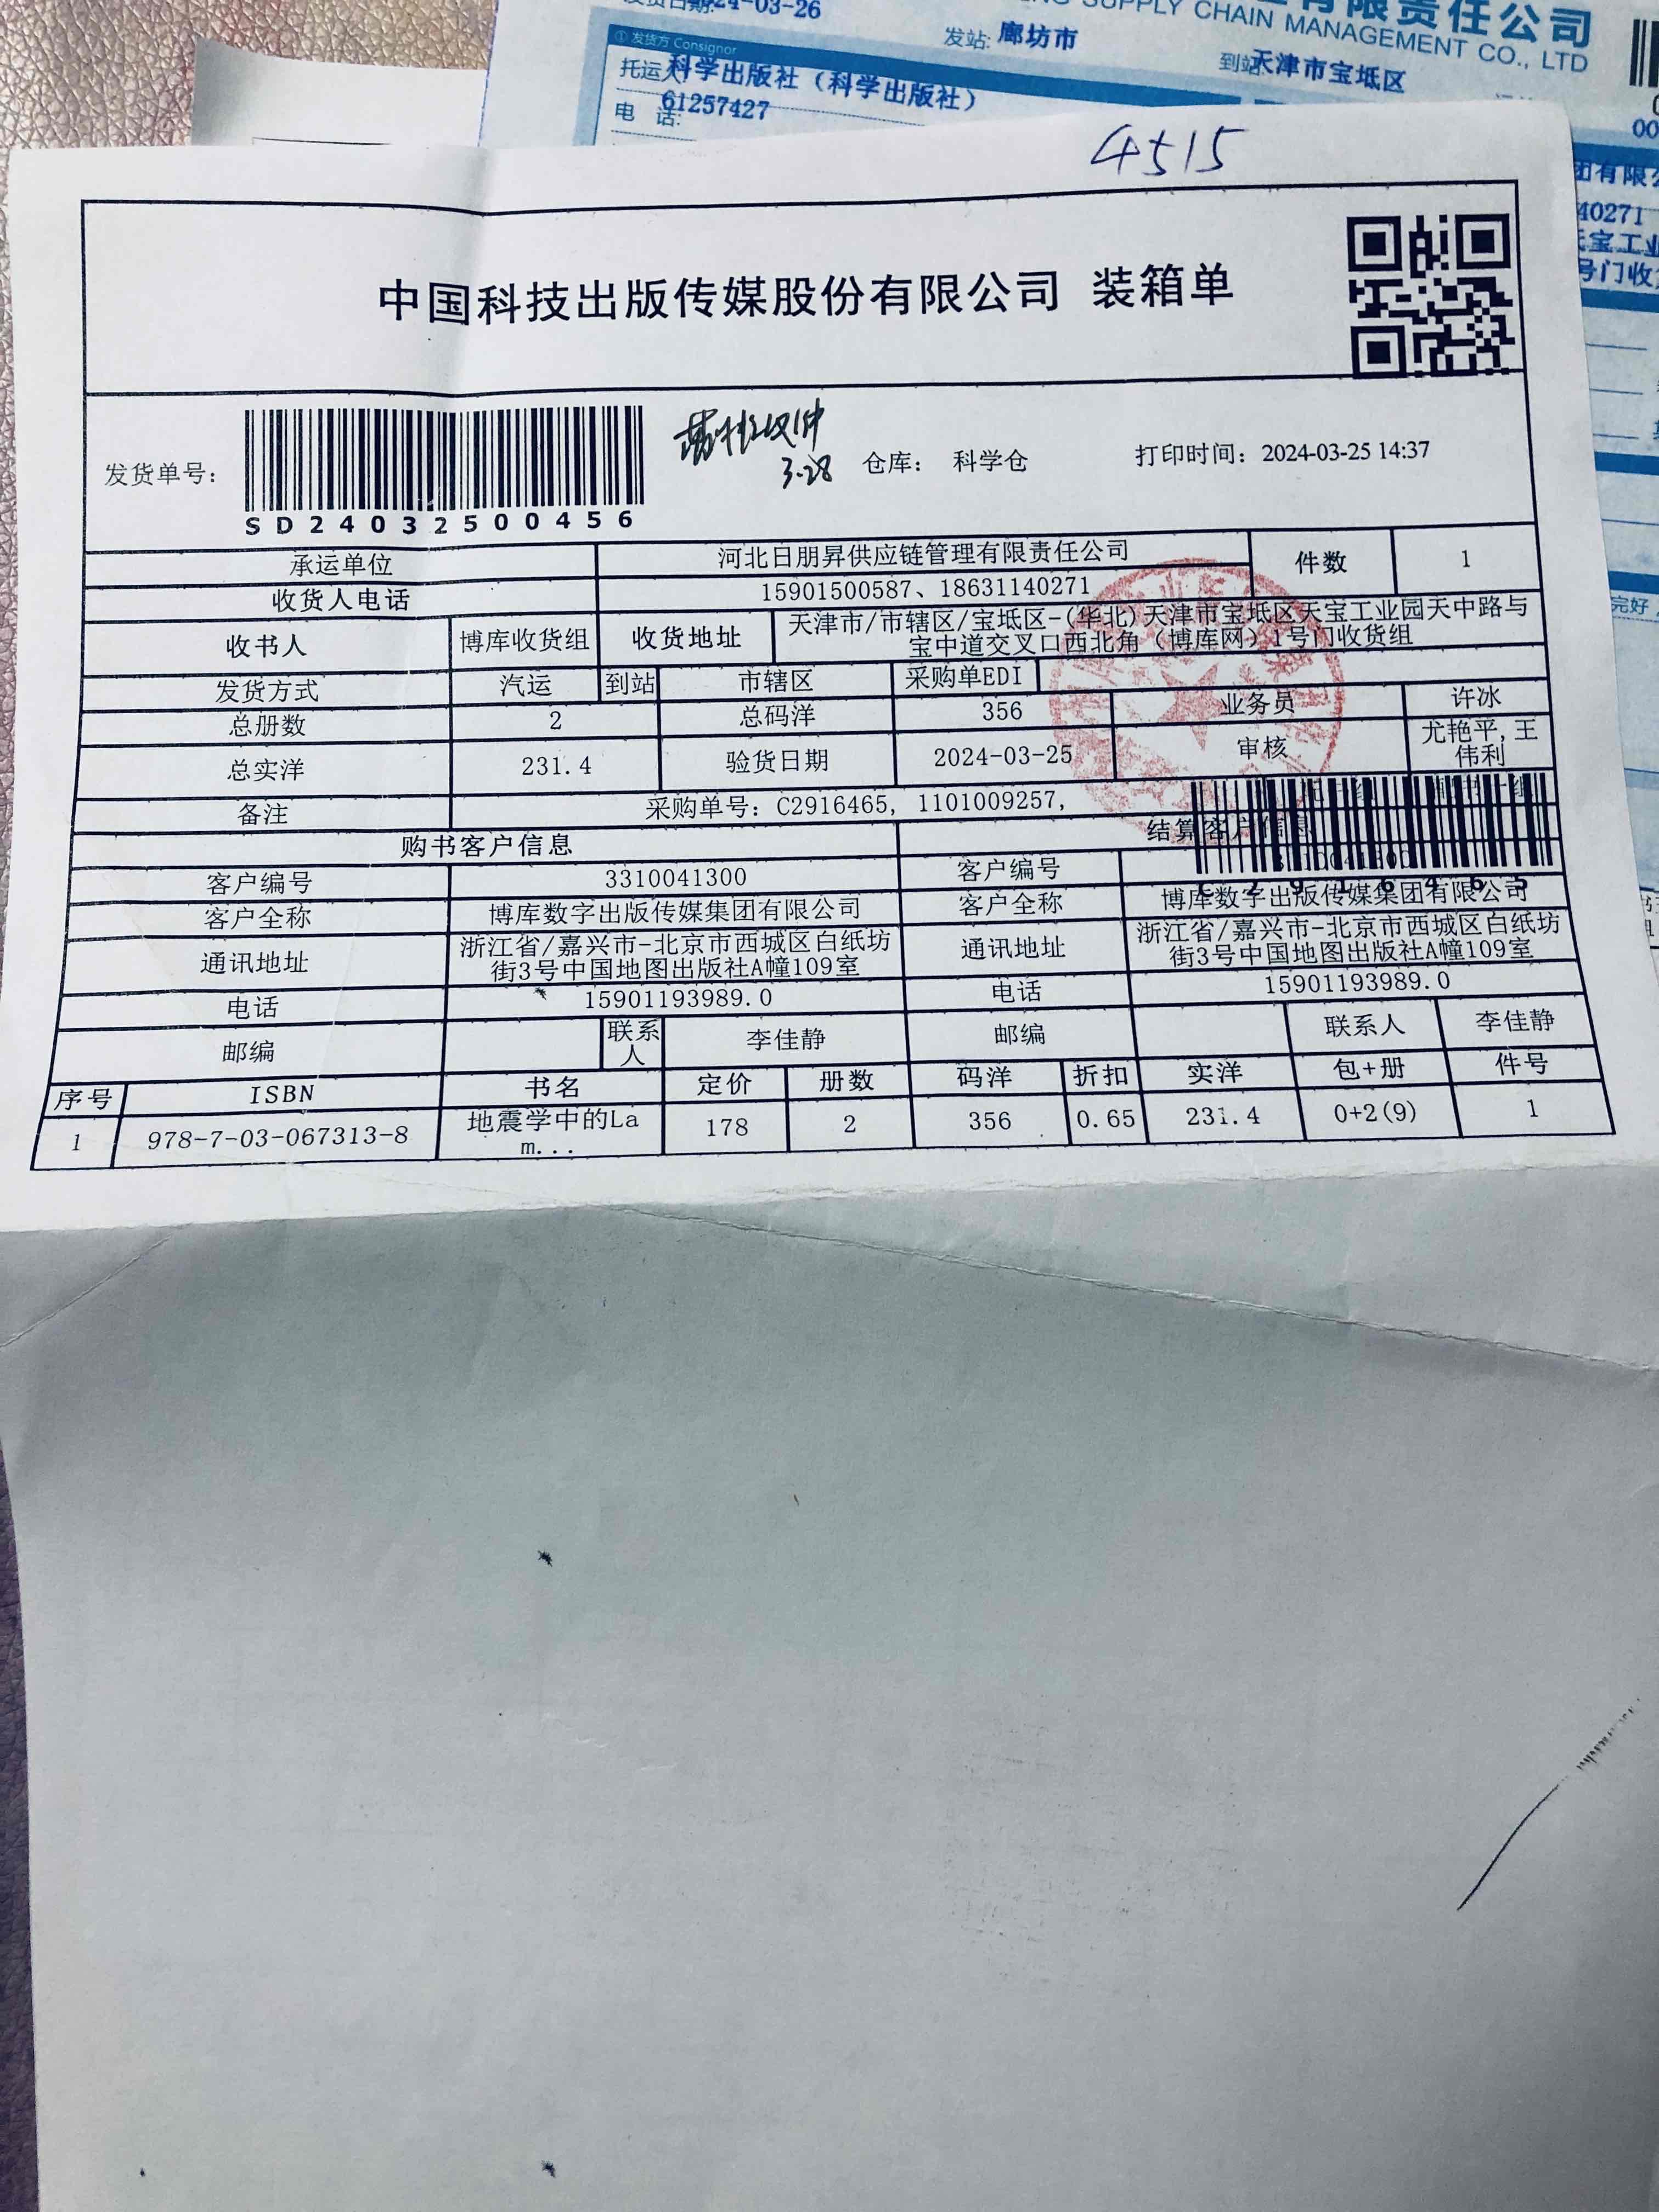 24-03-26
发站: 廊坊市
SUPPLY CHAIN MANAGEMENT CO., LTD
有限责任公司
到站 天津市宝坻区
① 发货方 Consignor
托运人 科学出版社（科学出版社）
电 话: 61257427
4515
中国科技出版传媒股份有限公司 装箱单
发货单号:
SD24032500456
3.28
仓库: 科学仓
打印时间: 2024-03-25 14:37
承运单位 河北日朋昇供应链管理有限责任公司 件数 1
收货人电话 15901500587、18631140271
收书人 博库收货组 收货地址 天津市/市辖区/宝坻区-(华北)天津市宝坻区天宝工业园天中路与
宝中道交叉口西北角（博库网）1号门收货组
发货方式 汽运 到站 市辖区 采购单EDI
总册数 2 总码洋 356 业务员 许冰
总实洋 231.4 验货日期 2024-03-25 审核 尤艳平,王
伟利
备注 采购单号: C2916465, 1101009257,
购书客户信息 结算客户信息
C2916465
客户编号 3310041300 客户编号
客户全称 博库数字出版传媒集团有限公司 客户全称 博库数字出版传媒集团有限公司
通讯地址 浙江省/嘉兴市-北京市西城区白纸坊
街3号中国地图出版社A幢109室
通讯地址 浙江省/嘉兴市-北京市西城区白纸坊
街3号中国地图出版社A幢109室
电话 15901193989.0 电话 15901193989.0
邮编 联系人 李佳静 邮编 联系人 李佳静
序号 ISBN 书名 定价 册数 码洋 折扣 实洋 包+册 件号
1 978-7-03-067313-8 地震学中的La
m... 178 2 356 0.65 231.4 0+2(9) 1